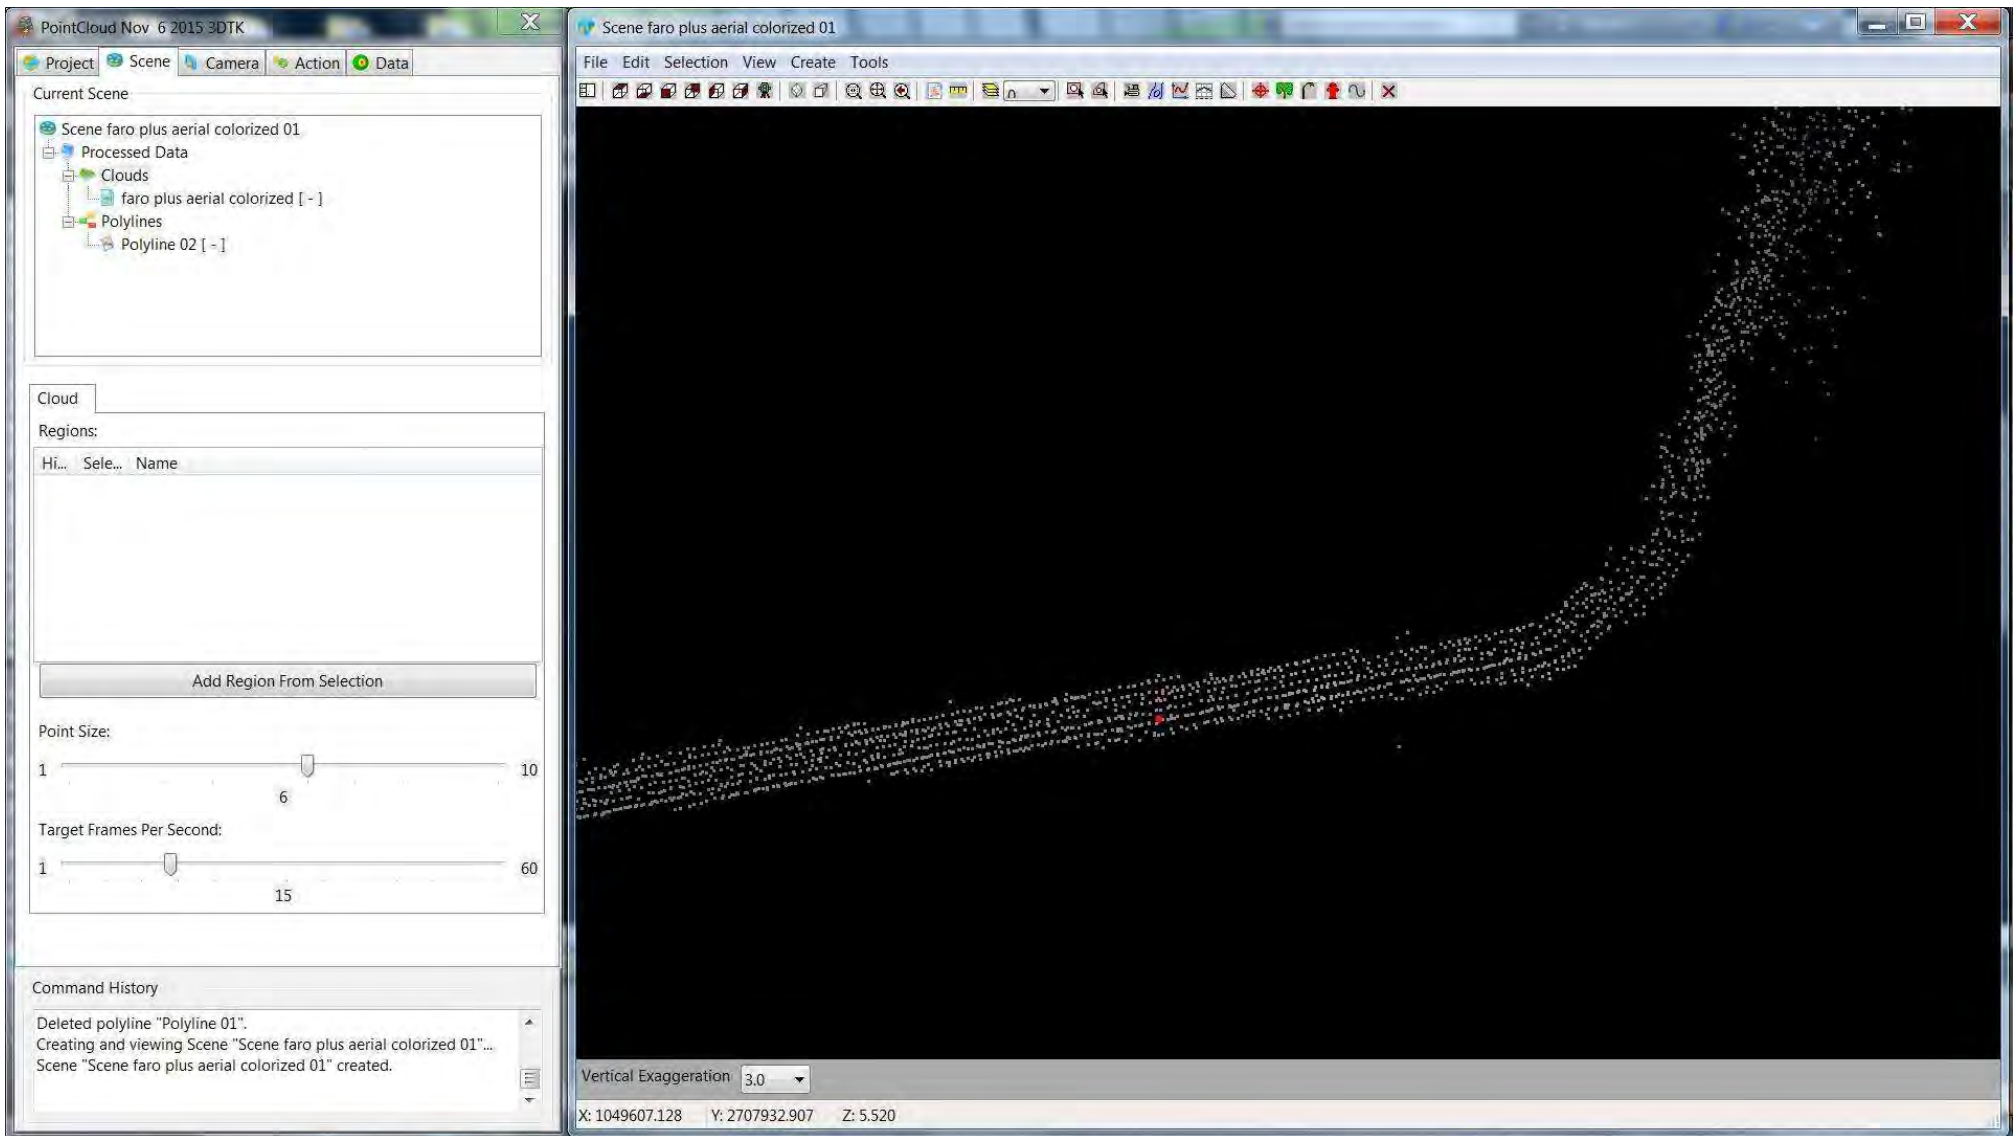 PointCloud Nov 6 2015 3DTK
Project Scene Camera Action Data
Current Scene
Scene faro plus aerial colorized 01
Processed Data
Clouds
faro plus aerial colorized [ - ]
Polylines
Polyline 02 [ - ]
Cloud
Regions:
Hi... Sele... Name
Add Region From Selection
Point Size:
1 10
6
Target Frames Per Second:
1 60
15
Command History
Deleted polyline "Polyline 01".
Creating and viewing Scene "Scene faro plus aerial colorized 01"...
Scene "Scene faro plus aerial colorized 01" created.
Scene faro plus aerial colorized 01
File Edit Selection View Create Tools
Vertical Exaggeration 3.0
X: 1049607.128 Y: 2707932.907 Z: 5.520